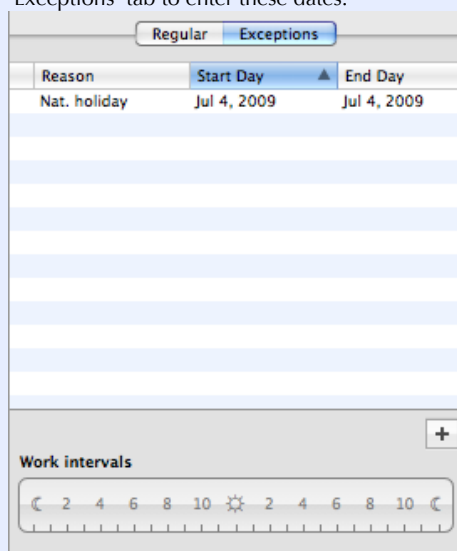 Exceptions' tab to enter these dates.
Regular Exceptions
Reason Start Day End Day
Nat. holiday Jul 4, 2009 Jul 4, 2009
+
Work intervals
2 4 6 8 10 2 4 6 8 10